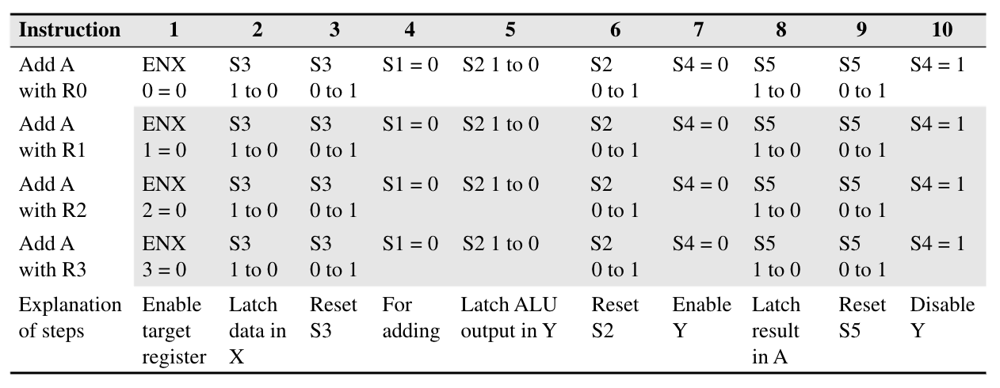 Instruction 1 2 3 4 5 6 7 8 9 10
Add A ENX S3 S3 S1 = 0 S2 1 to 0 S2 S4 = 0 S5 S5 S4 = 1
with R0 0 = 0 1 to 0 0 to 1 0 to 1 1 to 0 0 to 1
Add A ENX S3 S3 S1 = 0 S2 1 to 0 S2 S4 = 0 S5 S5 S4 = 1
with R1 1 = 0 1 to 0 0 to 1 0 to 1 1 to 0 0 to 1
Add A ENX S3 S3 S1 = 0 S2 1 to 0 S2 S4 = 0 S5 S5 S4 = 1
with R2 2 = 0 1 to 0 0 to 1 0 to 1 1 to 0 0 to 1
Add A ENX S3 S3 S1 = 0 S2 1 to 0 S2 S4 = 0 S5 S5 S4 = 1
with R3 3 = 0 1 to 0 0 to 1 0 to 1 1 to 0 0 to 1
Explanation Enable Latch Reset For Latch ALU Reset Enable Latch Reset Disable
of steps target data in S3 adding output in Y S2 Y result S5 Y
register X in A